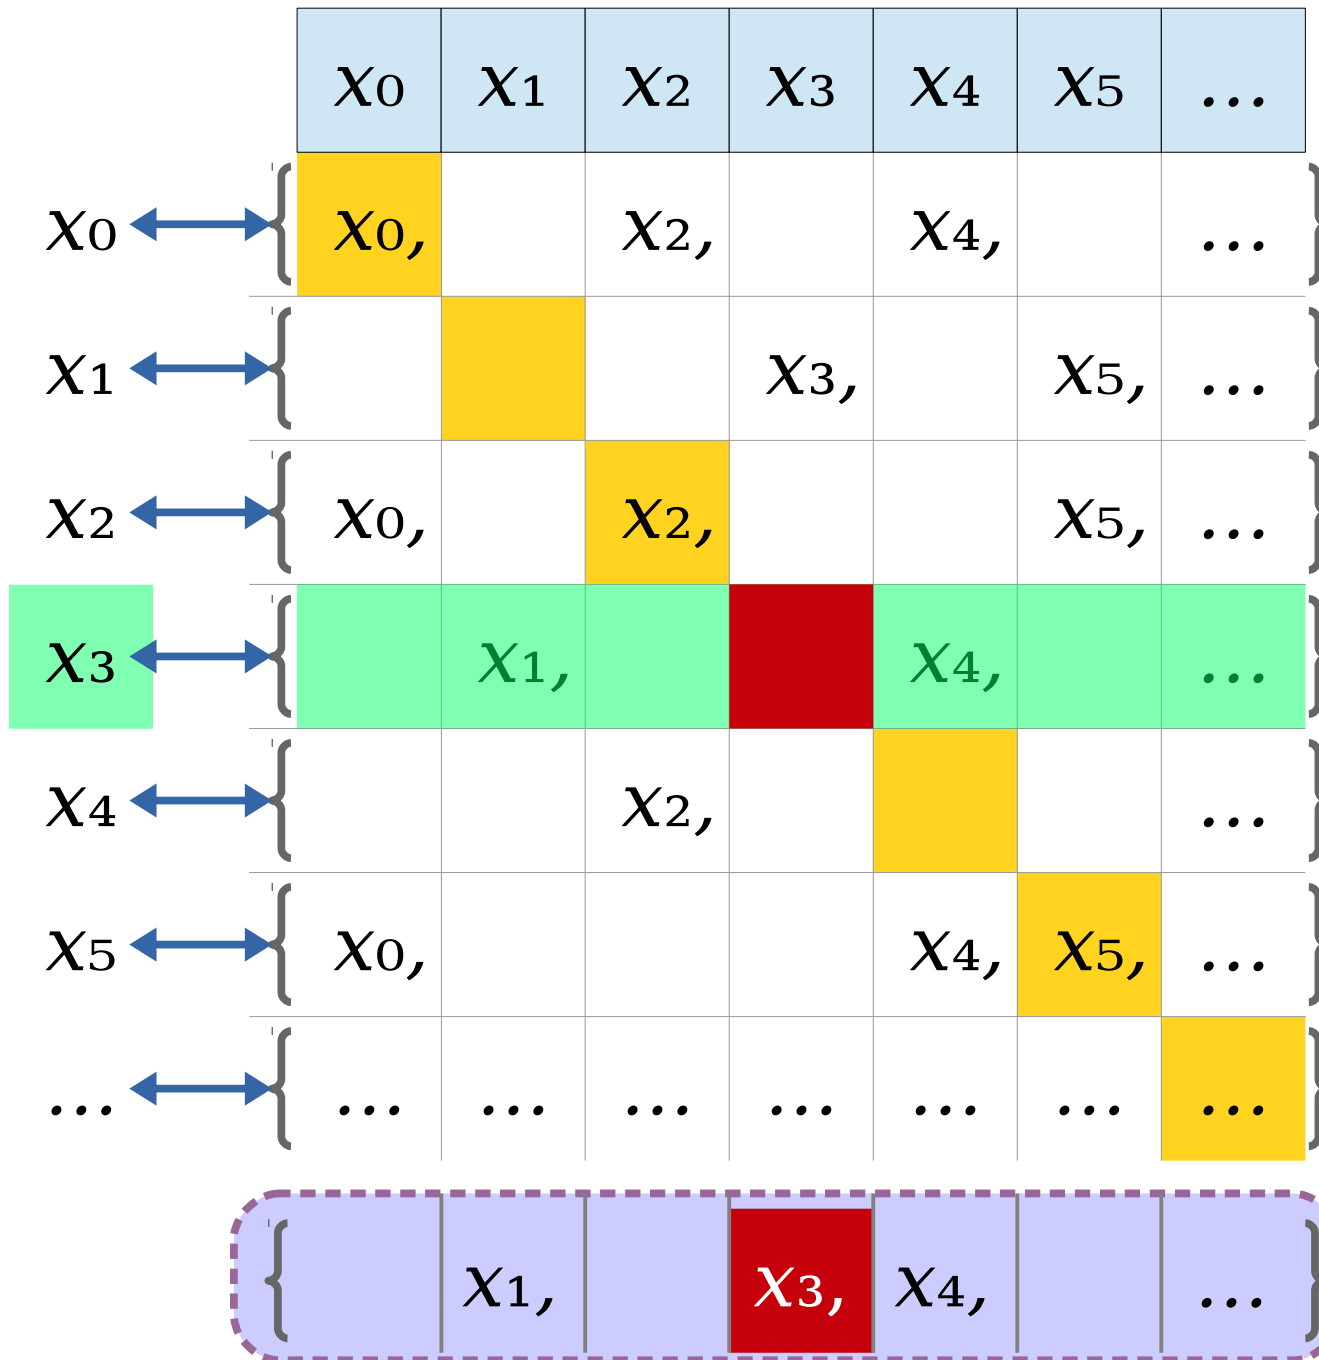 x₀ x₁ x₂ x₃ x₄ x₅ ...
x₀ { x₀, x₂, x₄, ... }
x₁ { x₃, x₅, ... }
x₂ { x₀, x₂, x₅, ... }
x₃ { x₁, x₄, ... }
x₄ { x₂, ... }
x₅ { x₀, x₄, x₅, ... }
... { ... ... ... ... ... ... ... }
{ x₁, x₃, x₄, ... }